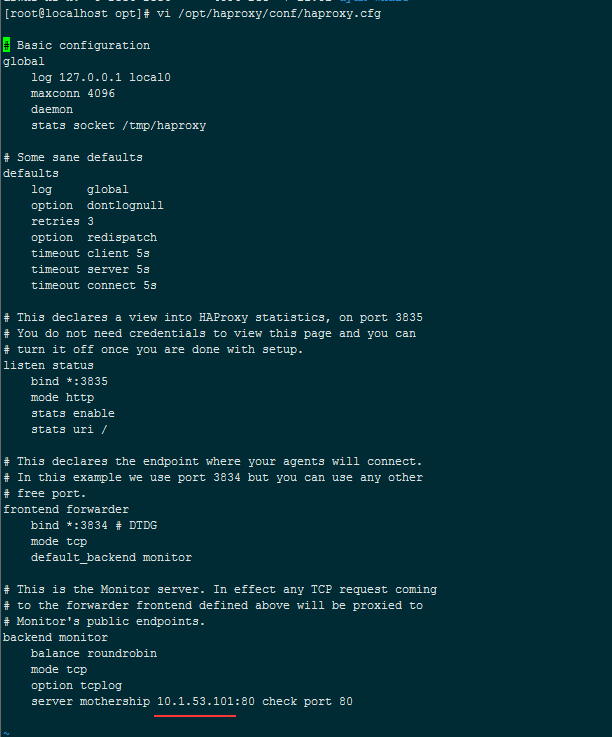 [root@localhost opt]# vi /opt/haproxy/conf/haproxy.cfg
# Basic configuration
global
    log 127.0.0.1 local0
    maxconn 4096
    daemon
    stats socket /tmp/haproxy
# Some sane defaults
defaults
    log     global
    option  dontlognull
    retries 3
    option  redispatch
    timeout client 5s
    timeout server 5s
    timeout connect 5s
# This declares a view into HAProxy statistics, on port 3835
# You do not need credentials to view this page and you can
# turn it off once you are done with setup.
listen status
    bind *:3835
    mode http
    stats enable
    stats uri /
# This declares the endpoint where your agents will connect.
# In this example we use port 3834 but you can use any other
# free port.
frontend forwarder
    bind *:3834 # DTDG
    mode tcp
    default_backend monitor
# This is the Monitor server. In effect any TCP request coming
# to the forwarder frontend defined above will be proxied to
# Monitor's public endpoints.
backend monitor
    balance roundrobin
    mode tcp
    option tcplog
    server mothership 10.1.53.101:80 check port 80
~